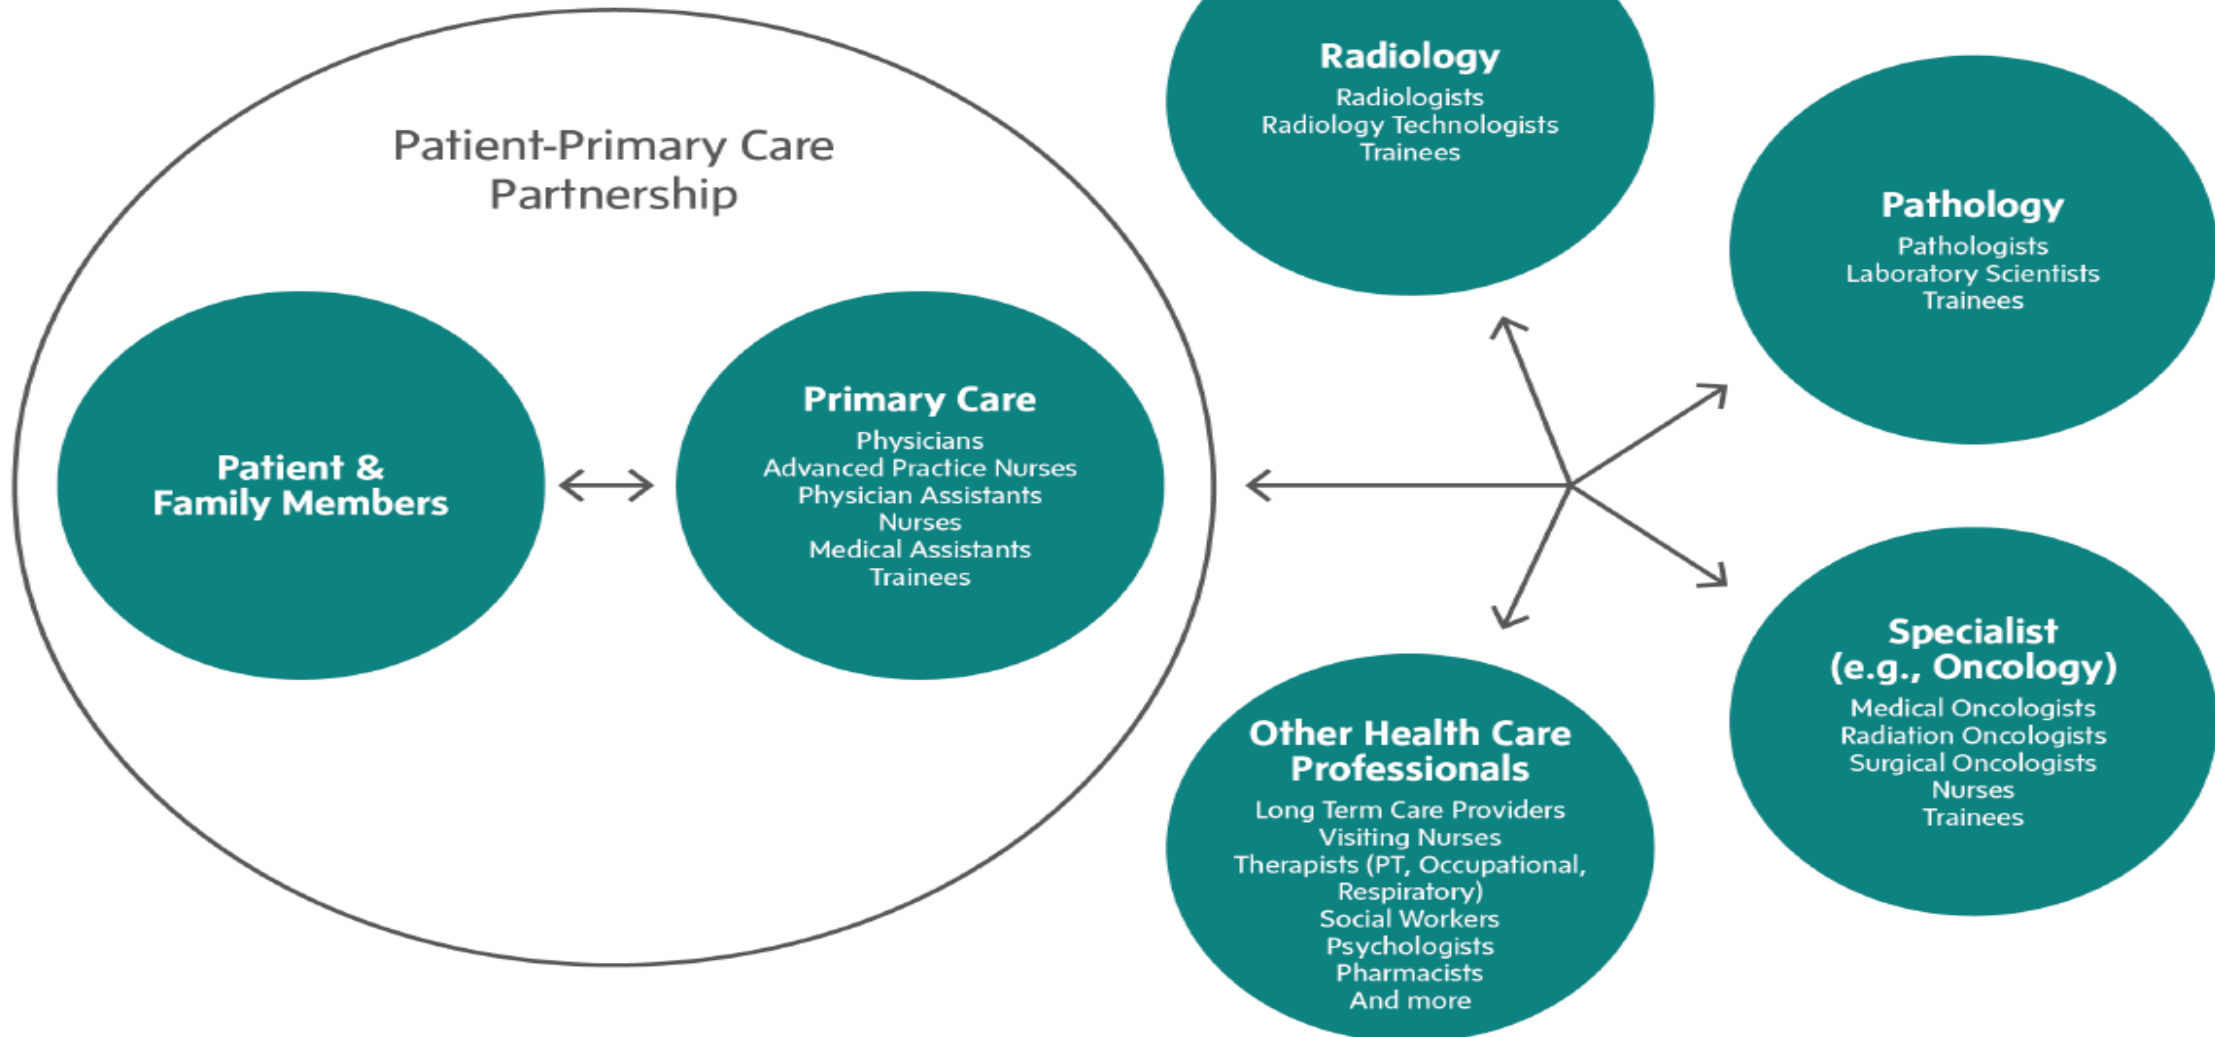 Patient-Primary Care
Partnership
Patient &
Family Members
Primary Care
Physicians
Advanced Practice Nurses
Physician Assistants
Nurses
Medical Assistants
Trainees
Radiology
Radiologists
Radiology Technologists
Trainees
Pathology
Pathologists
Laboratory Scientists
Trainees
Specialist
(e.g., Oncology)
Medical Oncologists
Radiation Oncologists
Surgical Oncologists
Nurses
Trainees
Other Health Care
Professionals
Long Term Care Providers
Visiting Nurses
Therapists (PT, Occupational,
Respiratory)
Social Workers
Psychologists
Pharmacists
And more